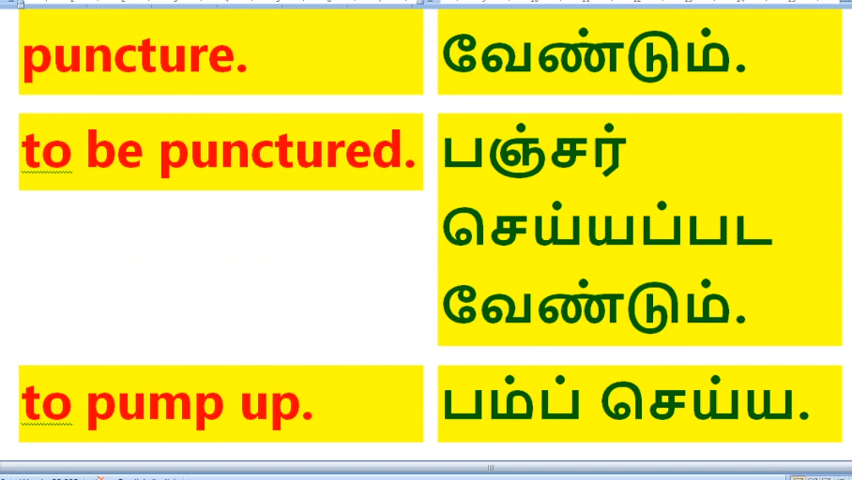 puncture.
வேண்டும்.
to be punctured.
பஞ்சர்
செய்யப்பட
வேண்டும்.
to pump up.
பம்ப் செய்ய.